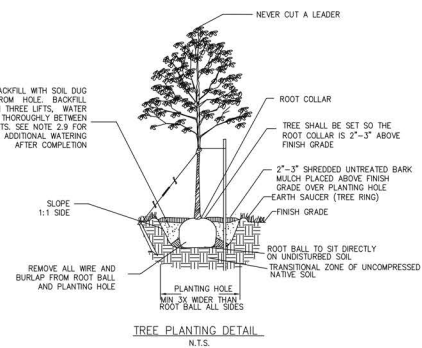 NEVER CUT A LEADER
BACKFILL WITH SOIL DUG
FROM HOLE. BACKFILL
THREE LIFTS, WATER
THOROUGHLY BETWEEN
SEE NOTE 2.9 FOR
ADDITIONAL WATERING
AFTER COMPLETION
SLOPE
1:1 SIDE
REMOVE ALL WIRE AND
BURLAP FROM ROOT BALL
AND PLANTING HOLE
ROOT COLLAR
TREE SHALL BE SET SO THE
ROOT COLLAR IS 2"-3" ABOVE
FINISH GRADE
2"-3" SHREDDED UNTREATED BARK
MULCH PLACED ABOVE FINISH
GRADE OVER PLANTING HOLE
EARTH SAUCER (TREE RING)
FINISH GRADE
ROOT BALL TO SIT DIRECTLY
ON UNDISTURBED SOIL
TRANSITIONAL ZONE OF UNCOMPRESSED
NATIVE SOIL
PLANTING HOLE
MIN 3X WIDER THAN
ROOT BALL ALL SIDES
TREE PLANTING DETAIL
N.T.S.